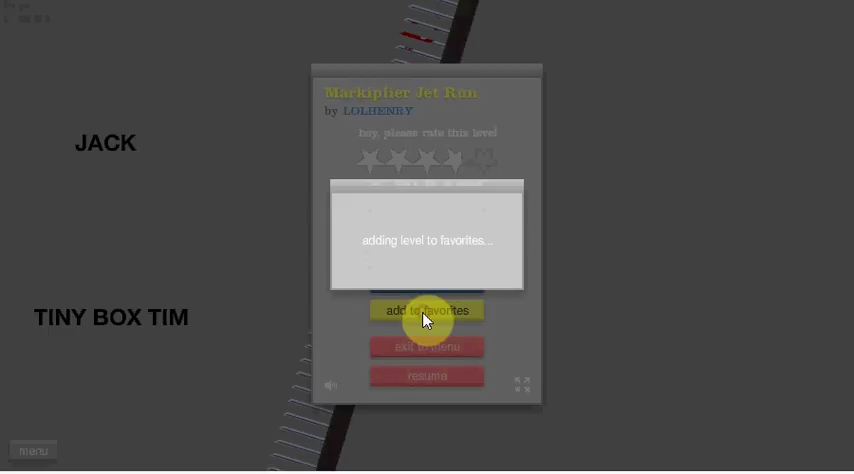 Markiplier Jet Run
by LOLHENRY
hey, please rate this level
JACK
adding level to favorites...
add to favorites
TINY BOX TIM
exit to menu
resume
menu